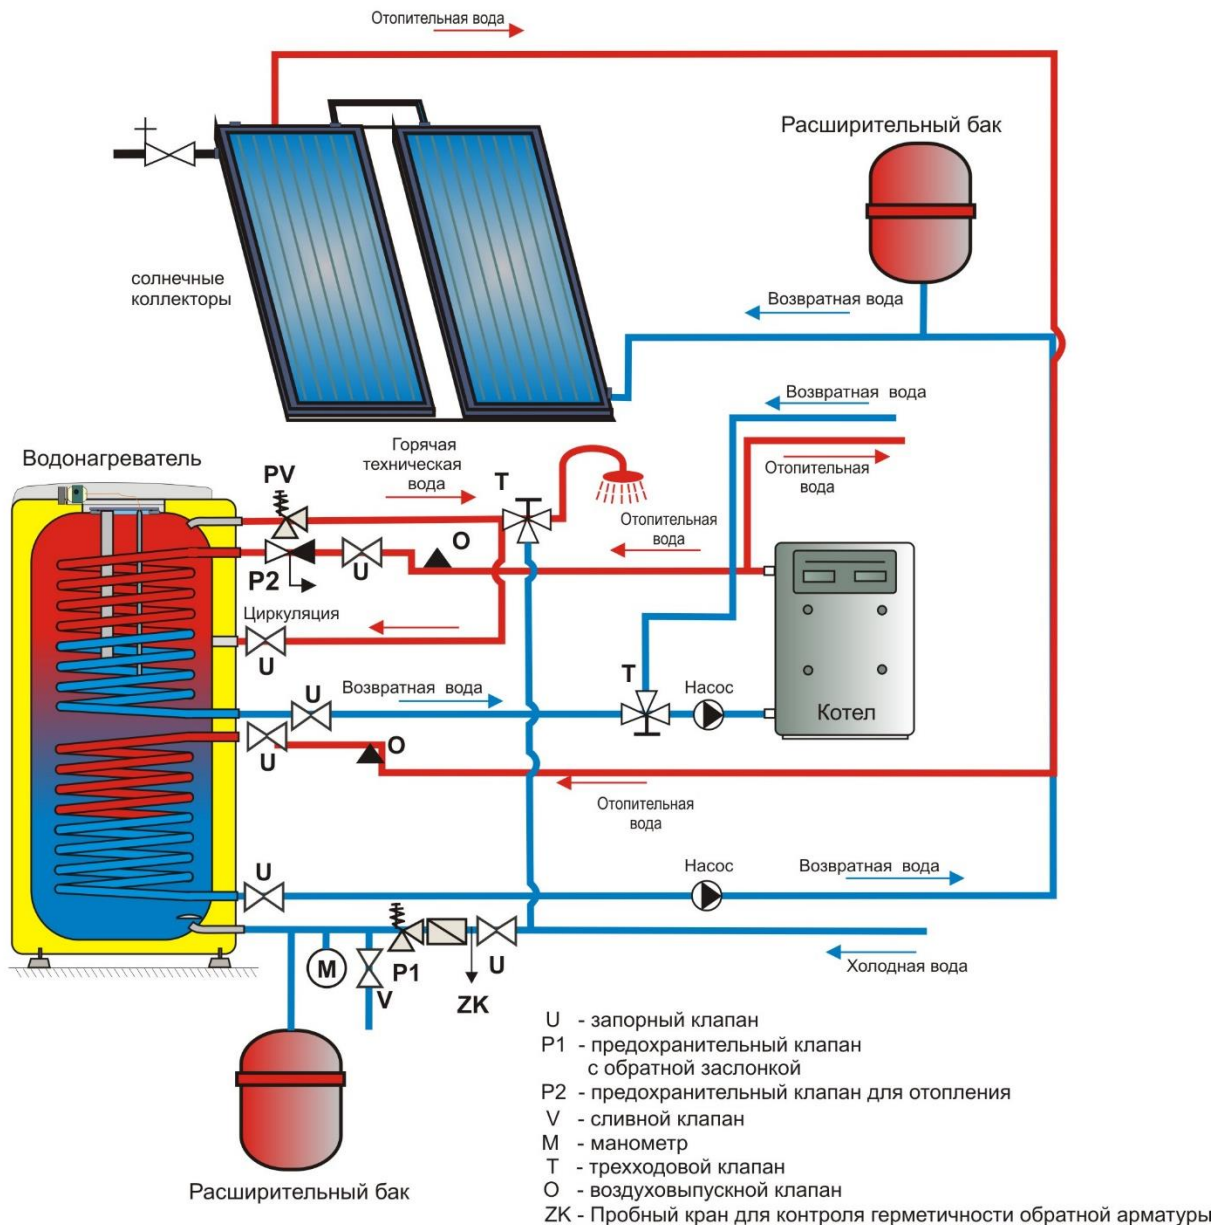 Отопительная вода
Расширительный бак
солнечные
коллекторы
Возвратная вода
Возвратная вода
Водонагреватель
Горячая
техническая
вода
PV
T
Отопительная
вода
Отопительная
вода
O
P2
U
Циркуляция
U
T
Возвратная вода
U
Насос
Котел
U
O
Отопительная
вода
U
Насос
Возвратная вода
M
V
P1
ZK
U
Холодная вода
Расширительный бак
U - запорный клапан
P1 - предохранительный клапан
с обратной заслонкой
P2 - предохранительный клапан для отопления
V - сливной клапан
M - манометр
T - трехходовой клапан
O - воздуховыпускной клапан
ZK - Пробный кран для контроля герметичности обратной арматуры